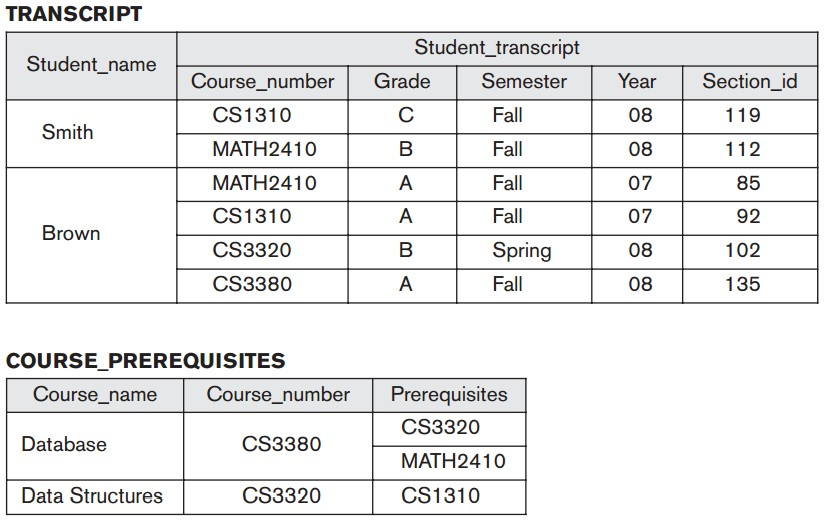 TRANSCRIPT
Student_name
Student_transcript
Course_number Grade Semester Year Section_id
Smith
CS1310 C Fall 08 119
MATH2410 B Fall 08 112
Brown
MATH2410 A Fall 07 85
CS1310 A Fall 07 92
CS3320 B Spring 08 102
CS3380 A Fall 08 135
COURSE_PREREQUISITES
Course_name Course_number Prerequisites
Database CS3380
CS3320
MATH2410
Data Structures CS3320 CS1310